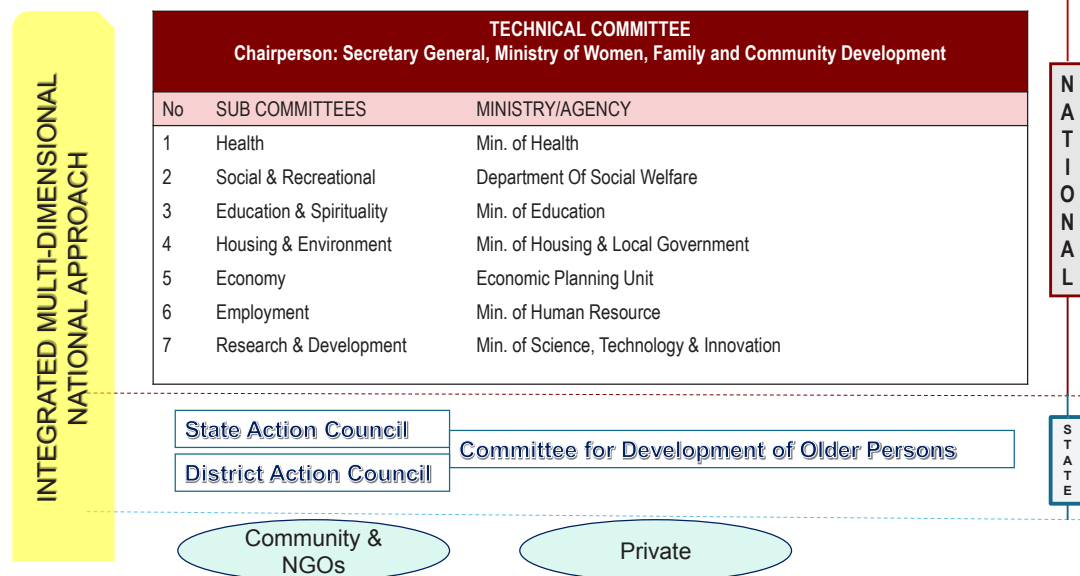 INTEGRATED MULTI-DIMENSIONAL
NATIONAL APPROACH
TECHNICAL COMMITTEE
Chairperson: Secretary General, Ministry of Women, Family and Community Development
No SUB COMMITTEES MINISTRY/AGENCY
1 Health Min. of Health
2 Social & Recreational Department Of Social Welfare
3 Education & Spirituality Min. of Education
4 Housing & Environment Min. of Housing & Local Government
5 Economy Economic Planning Unit
6 Employment Min. of Human Resource
7 Research & Development Min. of Science, Technology & Innovation
NATIONAL
State Action Council
District Action Council
Committee for Development of Older Persons
STATE
Community &
NGOs
Private